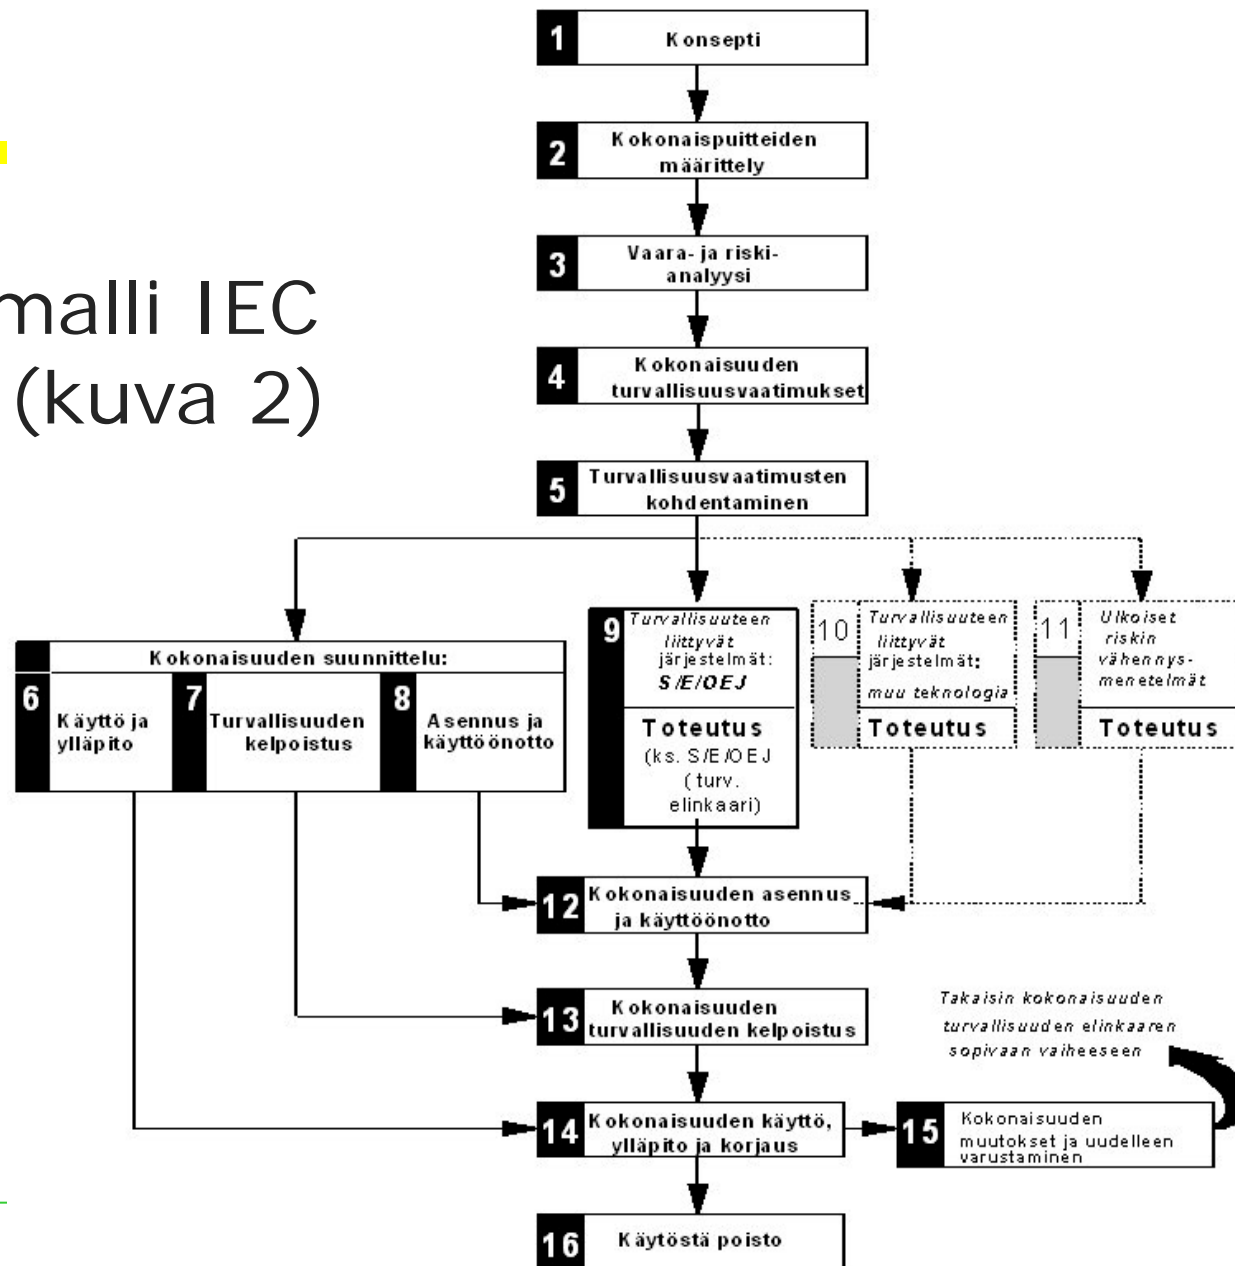 malli IEC
(kuva 2)
1
Konsepti
2
Kokonaispuitteiden
määrittely
3
Vaara- ja riski-
analyysi
4
Kokonaisuuden
turvallisuusvaatimukset
5
Turvallisuusvaatimusten
kohdentaminen
Kokonaisuuden suunnittelu:
6
Käyttö ja
ylläpito
7
Turvallisuuden
kelpoistus
8
Asennus ja
käyttöönotto
9
Turvallisuuteen
liittyvät
järjestelmät:
S/E/OEJ
Toteutus
(ks. S/E/OEJ
(turv.
elinkaari)
10
Turvallisuuteen
liittyvät
järjestelmät:
muu teknologia
Toteutus
11
Ulkoiset
riskin
vähennys-
menetelmät
Toteutus
12
Kokonaisuuden asennus
ja käyttöönotto
13
Kokonaisuuden
turvallisuuden kelpoistus
Takaisin kokonaisuuden
turvallisuuden elinkaaren
sopivaan vaiheeseen
14
Kokonaisuuden käyttö,
ylläpito ja korjaus
15
Kokonaisuuden
muutokset ja uudelleen
varustaminen
16
Käytöstä poisto